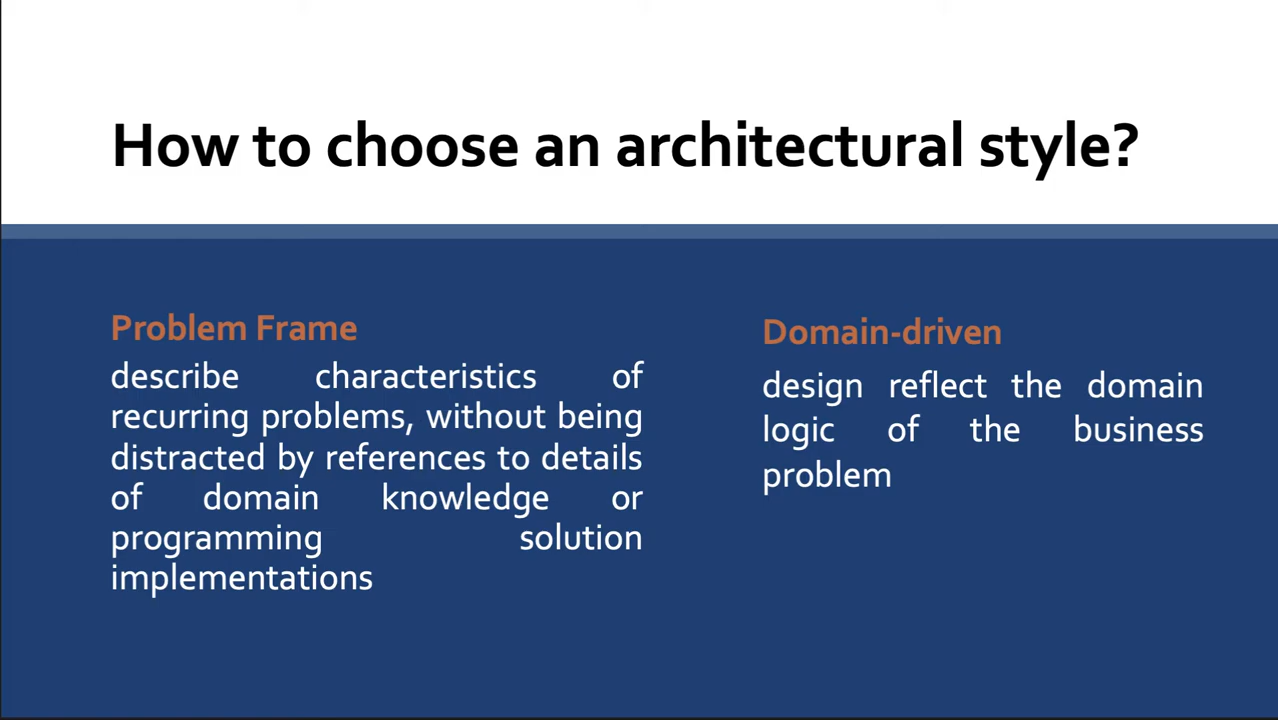 How to choose an architectural style?
Problem Frame
describe characteristics of
recurring problems, without being
distracted by references to details
of domain knowledge or
programming solution
implementations
Domain-driven
design reflect the domain
logic of the business
problem